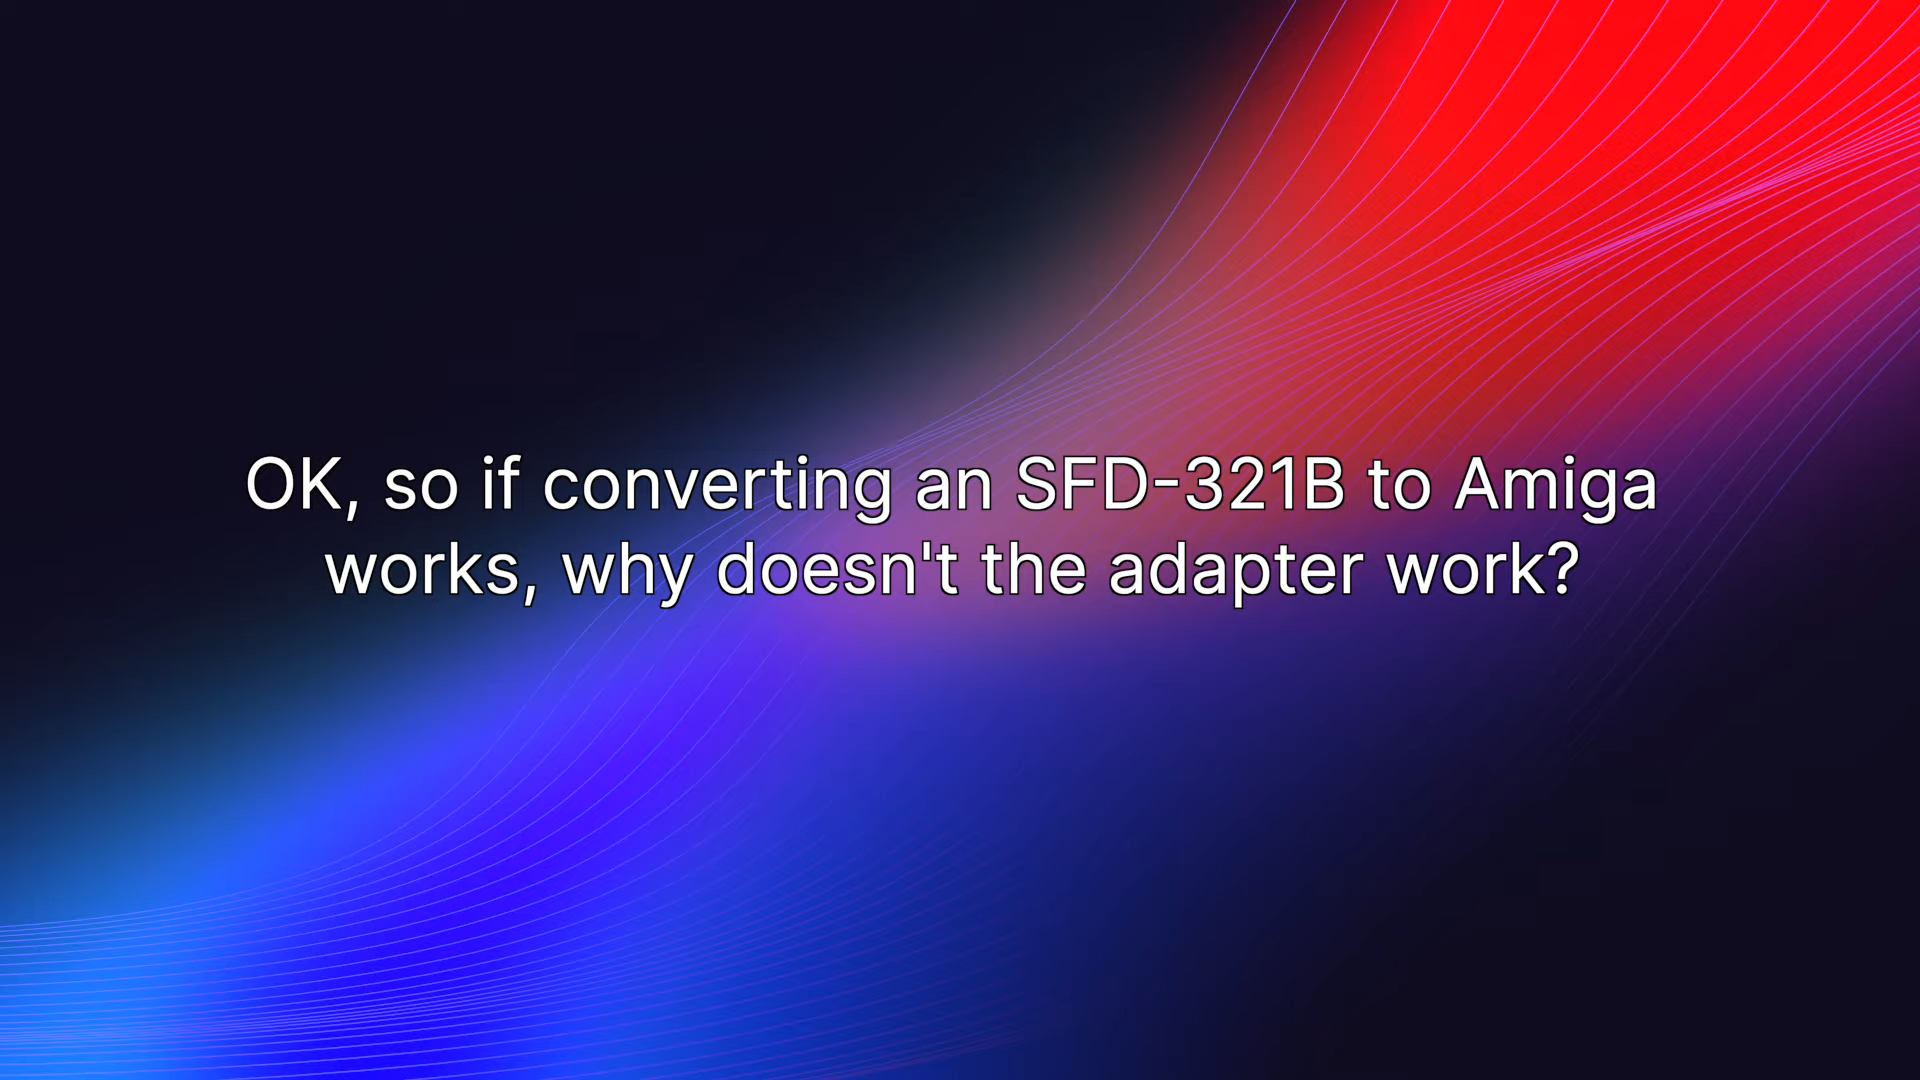 OK, so if converting an SFD-321B to Amiga
works, why doesn't the adapter work?